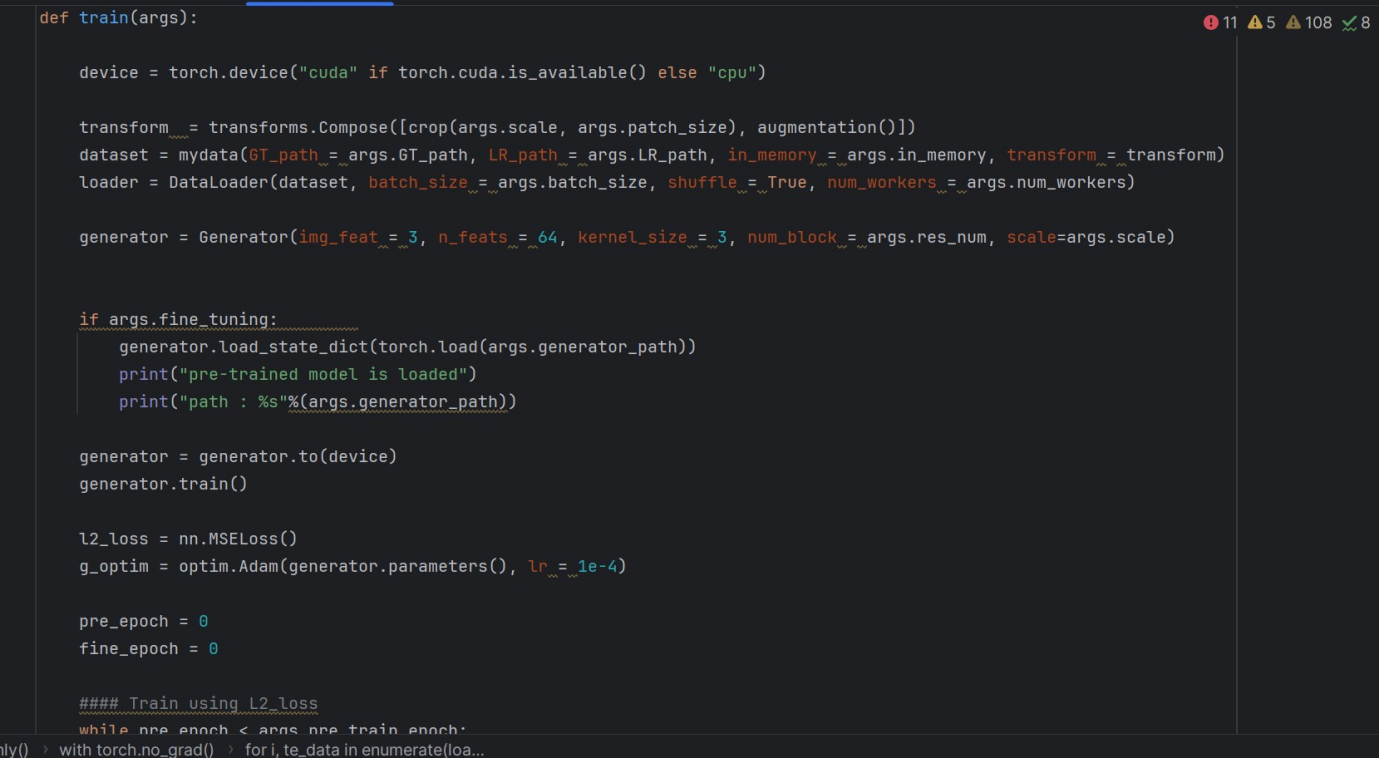 def train(args):
11 5 108 8
device = torch.device("cuda" if torch.cuda.is_available() else "cpu")
transform  = transforms.Compose([crop(args.scale, args.patch_size), augmentation()])
dataset = mydata(GT_path = args.GT_path, LR_path = args.LR_path, in_memory = args.in_memory, transform = transform)
loader = DataLoader(dataset, batch_size = args.batch_size, shuffle = True, num_workers = args.num_workers)
generator = Generator(img_feat = 3, n_feats = 64, kernel_size = 3, num_block = args.res_num, scale=args.scale)
if args.fine_tuning:
generator.load_state_dict(torch.load(args.generator_path))
print("pre-trained model is loaded")
print("path : %s"%(args.generator_path))
generator = generator.to(device)
generator.train()
l2_loss = nn.MSELoss()
g_optim = optim.Adam(generator.parameters(), lr = 1e-4)
pre_epoch = 0
fine_epoch = 0
#### Train using L2_loss
while pre_epoch < args.pre_train_epoch:
nly() › with torch.no_grad() › for i, te_data in enumerate(loa...